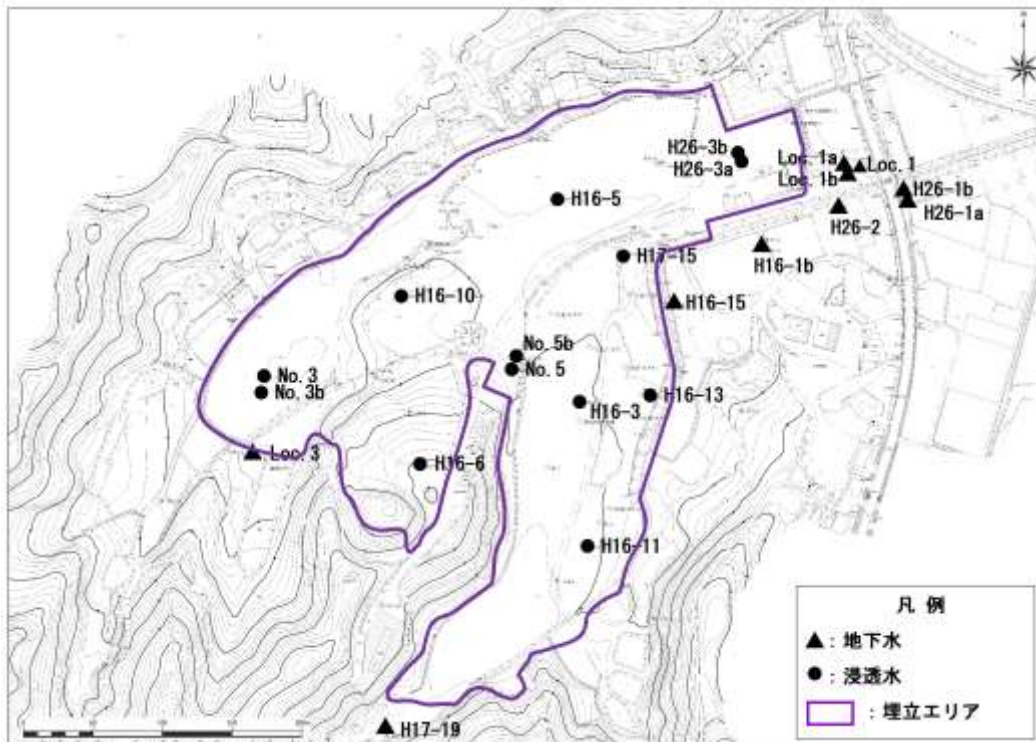 H26-3b
H26-3a
Loc. 1a
Loc. 1
Loc. 1b
H26-1b
H26-1a
H26-2
H16-5
H16-1b
H17-15
H16-10
H16-15
No. 5b
No. 5
No. 3
No. 3b
H16-3
H16-13
Loc. 3
H16-6
H16-11
H17-19
凡 例
▲ : 地下水
● : 浸透水
: 埋立エリア